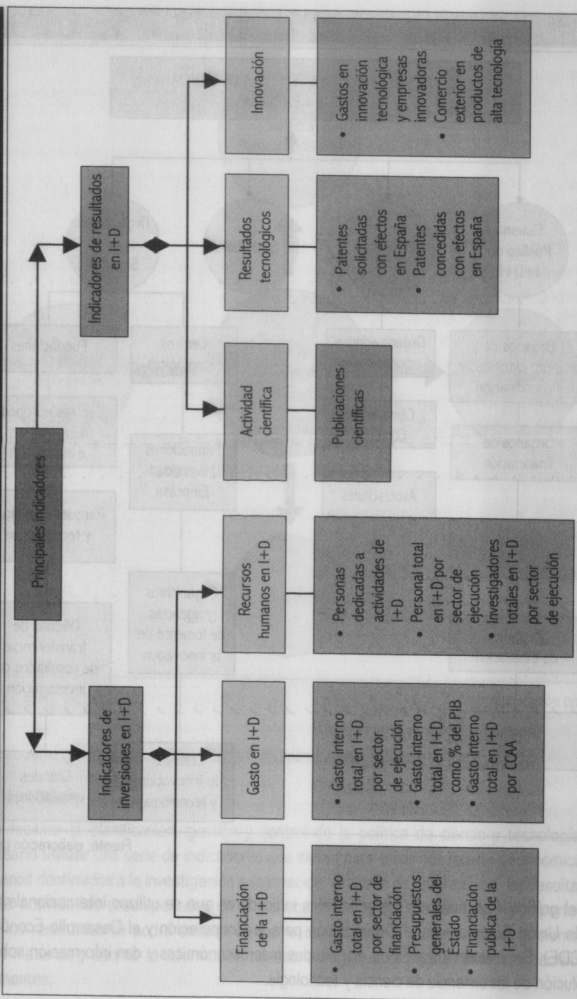 Principales indicadores
Indicadores de
inversiones en I+D
Indicadores de resultados
en I+D
Financiación
de la I+D
Gasto en I+D
Recursos
humanos en I+D
Actividad
científica
Resultados
tecnológicos
Innovación
• Gasto interno
total en I+D
por sector de
financiación
• Presupuestos
generales del
Estado
• Financiación
pública de la
I+D
• Gasto interno
total en I+D
por sector
de ejecución
• Gasto interno
total en I+D
como % del PIB
• Gasto interno
total en I+D
por CCAA
• Personas
dedicadas a
actividades de
I+D
• Personal total
en I+D por
sector de
ejecución
• Investigadores
totales en I+D
por sector
de ejecución
Publicaciones
científicas
• Patentes
solicitadas
con efectos
en España
• Patentes
concedidas
con efectos
en España
• Gastos en
innovación
tecnológica
y empresas
innovadoras
• Comercio
exterior en
productos de
alta tecnología